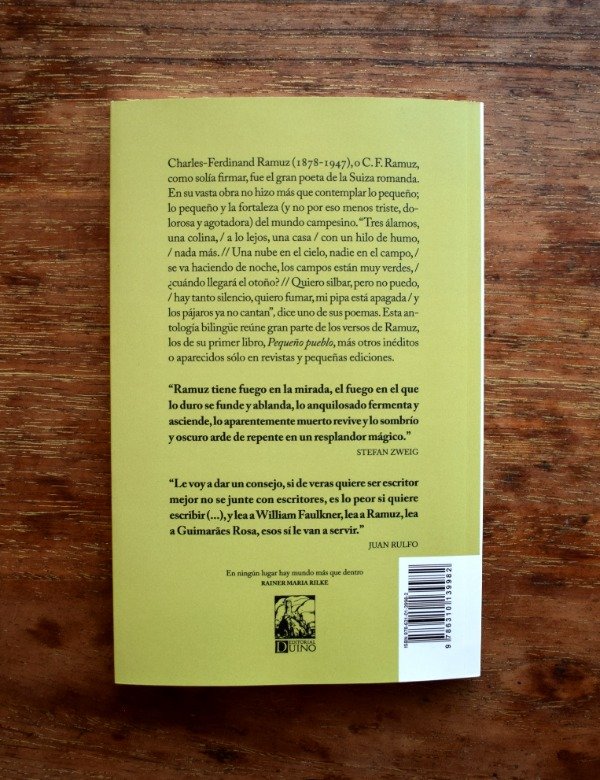 Charles-Ferdinand Ramuz (1878-1947), o C. F. Ramuz,
como solía firmar, fue el gran poeta de la Suiza romanda.
En su vasta obra no hizo más que contemplar lo pequeño;
lo pequeño y la fortaleza (y no por eso menos triste, do-
lorosa y agotadora) del mundo campesino. “Tres álamos,
una colina, / a lo lejos, una casa / con un hilo de humo,
/ nada más. // Una nube en el cielo, nadie en el campo, /
se va haciendo de noche, los campos están muy verdes, /
¿cuándo llegará el otoño? // Quiero silbar, pero no puedo,
/ hay tanto silencio, quiero fumar, mi pipa está apagada / y
los pájaros ya no cantan”, dice uno de sus poemas. Esta an-
tología bilingüe reúne gran parte de los versos de Ramuz,
los de su primer libro, Pequeño pueblo, más otros inéditos
o aparecidos sólo en revistas y pequeñas ediciones.
“Ramuz tiene fuego en la mirada, el fuego en el que
lo duro se funde y ablanda, lo anquilosado fermenta y
asciende, lo aparentemente muerto revive y lo sombrío
y oscuro arde de repente en un resplandor mágico.”
STEFAN ZWEIG
“Le voy a dar un consejo, si de veras quiere ser escritor
mejor no se junte con escritores, es lo peor si quiere
escribir (...), y lea a William Faulkner, lea a Ramuz, lea
a Guimarães Rosa, esos sí le van a servir.”
JUAN RULFO
En ningún lugar hay mundo más que dentro
RAINER MARIA RILKE
EDITORIAL
DUINO
ISBN 978-631-01-3998-2
9 786310 139982